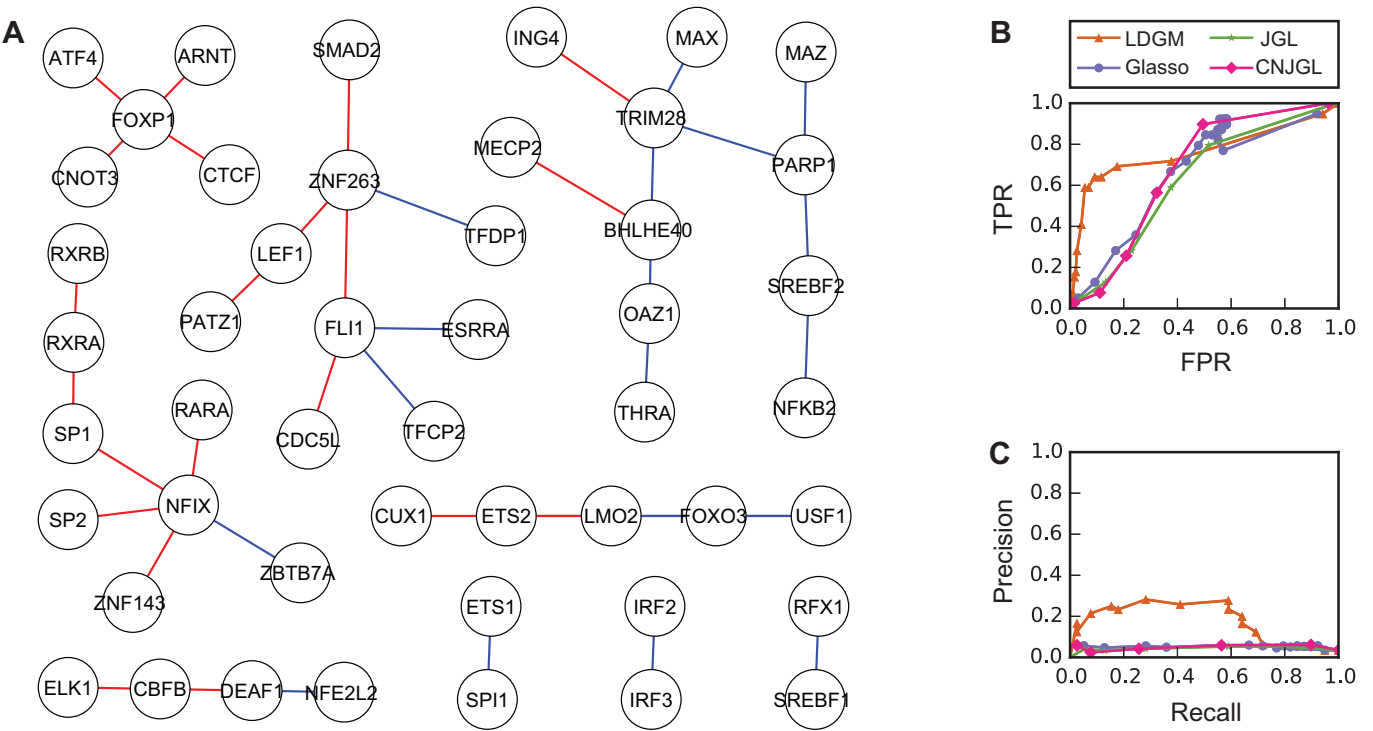 A
ATF4
ARNT
FOXP1
CNOT3
CTCF
SMAD2
ZNF263
LEF1
TFDP1
PATZ1
FLI1
ESRRA
CDC5L
TFCP2
ING4
MAX
MAZ
TRIM28
MECP2
PARP1
BHLHE40
OAZ1
SREBF2
THRA
NFKB2
RXRB
RXRA
SP1
RARA
SP2
NFIX
ZNF143
ZBTB7A
CUX1
ETS2
LMO2
FOXO3
USF1
ETS1
IRF2
RFX1
SPI1
IRF3
SREBF1
ELK1
CBFB
DEAF1
NFE2L2
B
LDGM
JGL
Glasso
CNJGL
1.0
0.8
0.6
0.4
0.2
0.0
TPR
0.0 0.2 0.4 0.6 0.8 1.0
FPR
C
1.0
0.8
0.6
0.4
0.2
0.0
Precision
0.0 0.2 0.4 0.6 0.8 1.0
Recall